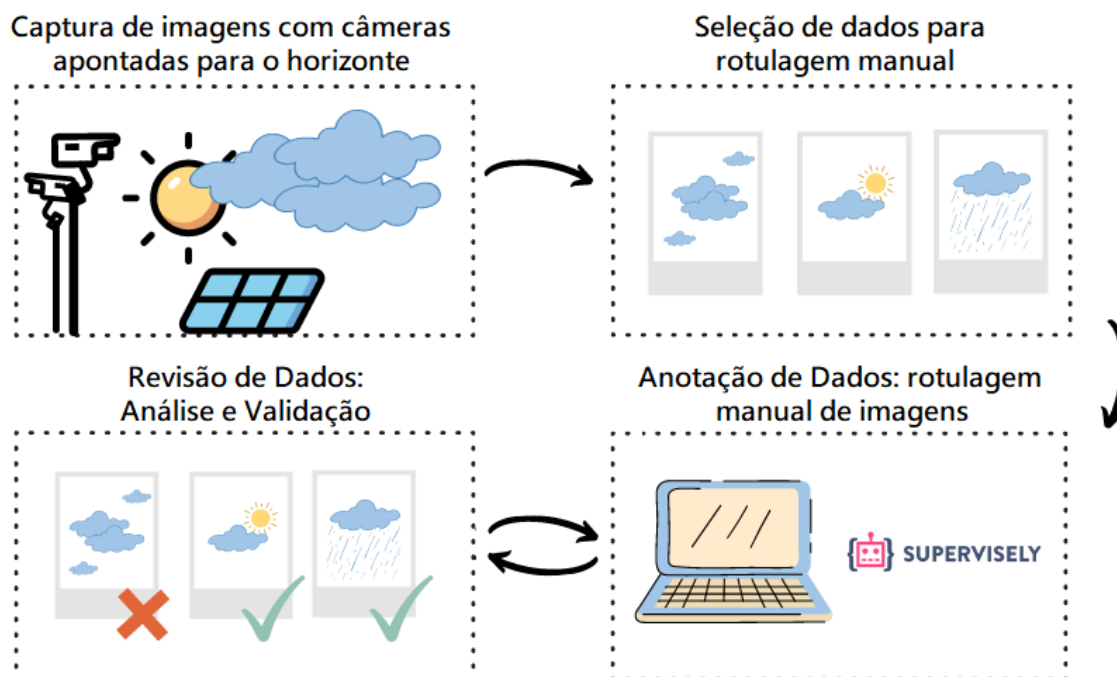 Captura de imagens com câmeras
apontadas para o horizonte
Seleção de dados para
rotulagem manual
Revisão de Dados:
Análise e Validação
Anotação de Dados: rotulagem
manual de imagens
SUPERVISELY